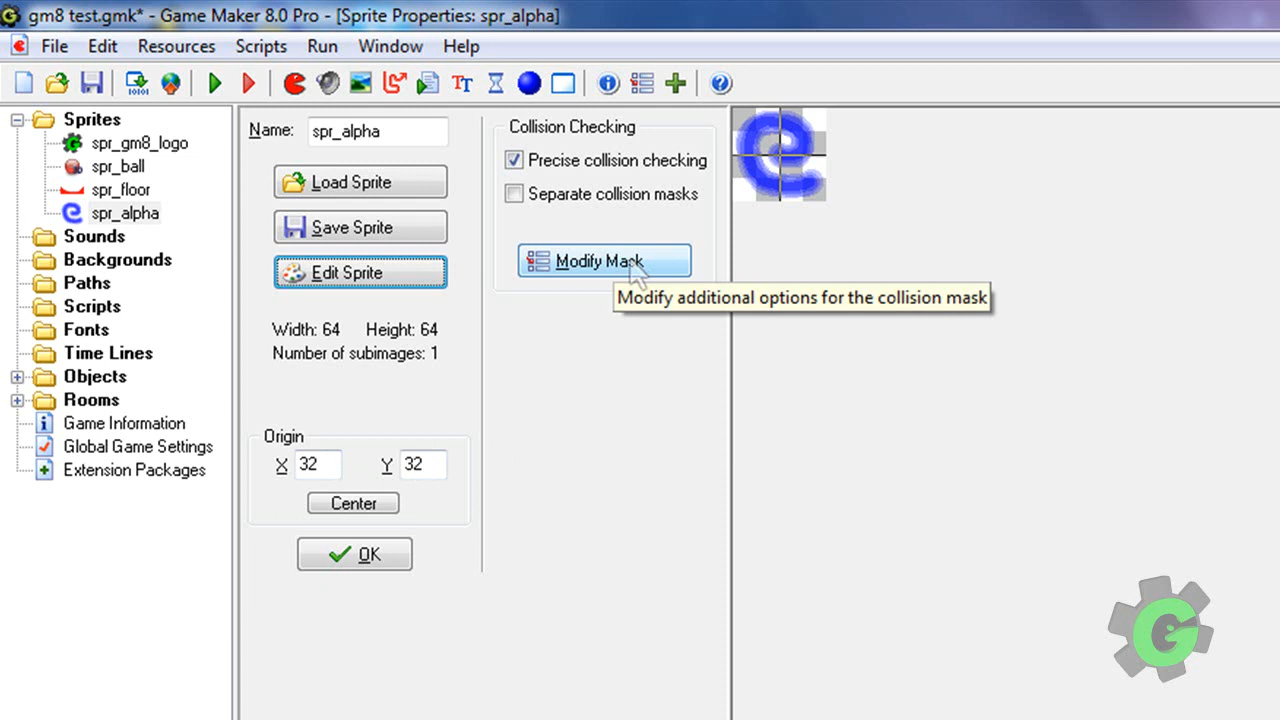 gm8 test.gmk* - Game Maker 8.0 Pro - [Sprite Properties: spr_alpha]
File Edit Resources Scripts Run Window Help
Sprites
spr_gm8_logo
spr_ball
spr_floor
spr_alpha
Sounds
Backgrounds
Paths
Scripts
Fonts
Time Lines
Objects
Rooms
Game Information
Global Game Settings
Extension Packages
Name: spr_alpha
Load Sprite
Save Sprite
Edit Sprite
Width: 64 Height: 64
Number of subimages: 1
Origin
X 32 Y 32
Center
OK
Collision Checking
Precise collision checking
Separate collision masks
Modify Mask
Modify additional options for the collision mask